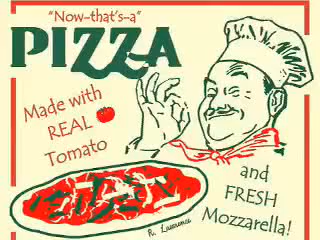 "Now-that's-a"
PIZZA
Made with
REAL
Tomato
and
FRESH
Mozzarella!